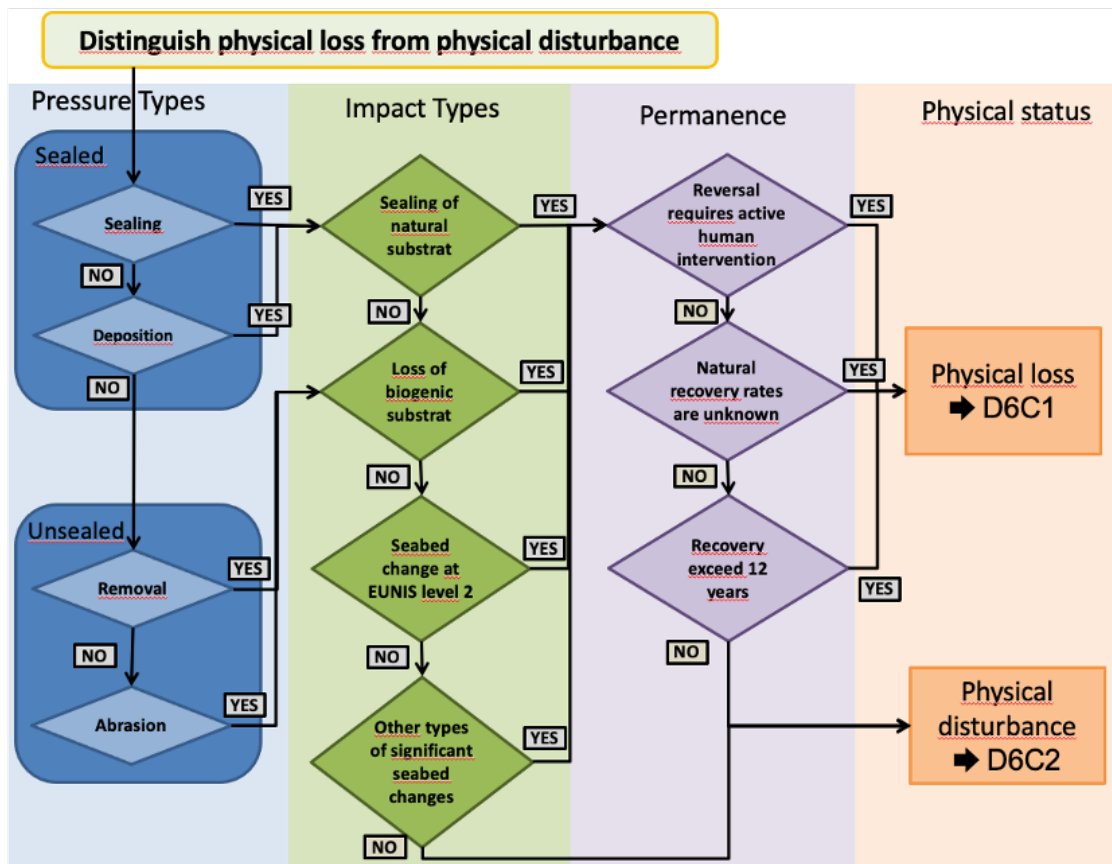 Distinguish physical loss from physical disturbance
Pressure Types
Impact Types
Permanence
Physical status
Sealed
Sealing
YES
NO
Deposition
YES
NO
Unsealed
Removal
YES
NO
Abrasion
YES
Sealing of
natural
substrat
YES
NO
Loss of
biogenic
substrat
YES
NO
Seabed
change at
EUNIS level 2
YES
NO
Other types
of significant
seabed
changes
YES
NO
Reversal
requires active
human
intervention
YES
NO
Natural
recovery rates
are unknown
YES
NO
Recovery
exceed 12
years
YES
NO
Physical loss
➡ D6C1
Physical
disturbance
➡ D6C2